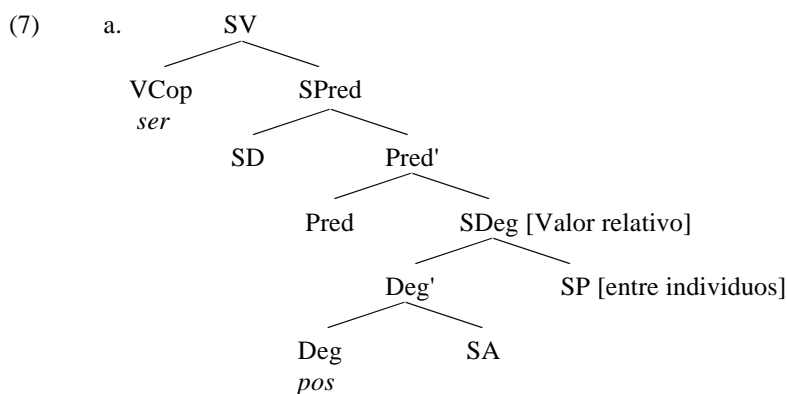 (7) a. SV
VCop SPred
ser
SD Pred'
Pred SDeg [Valor relativo]
Deg' SP [entre individuos]
Deg SA
pos